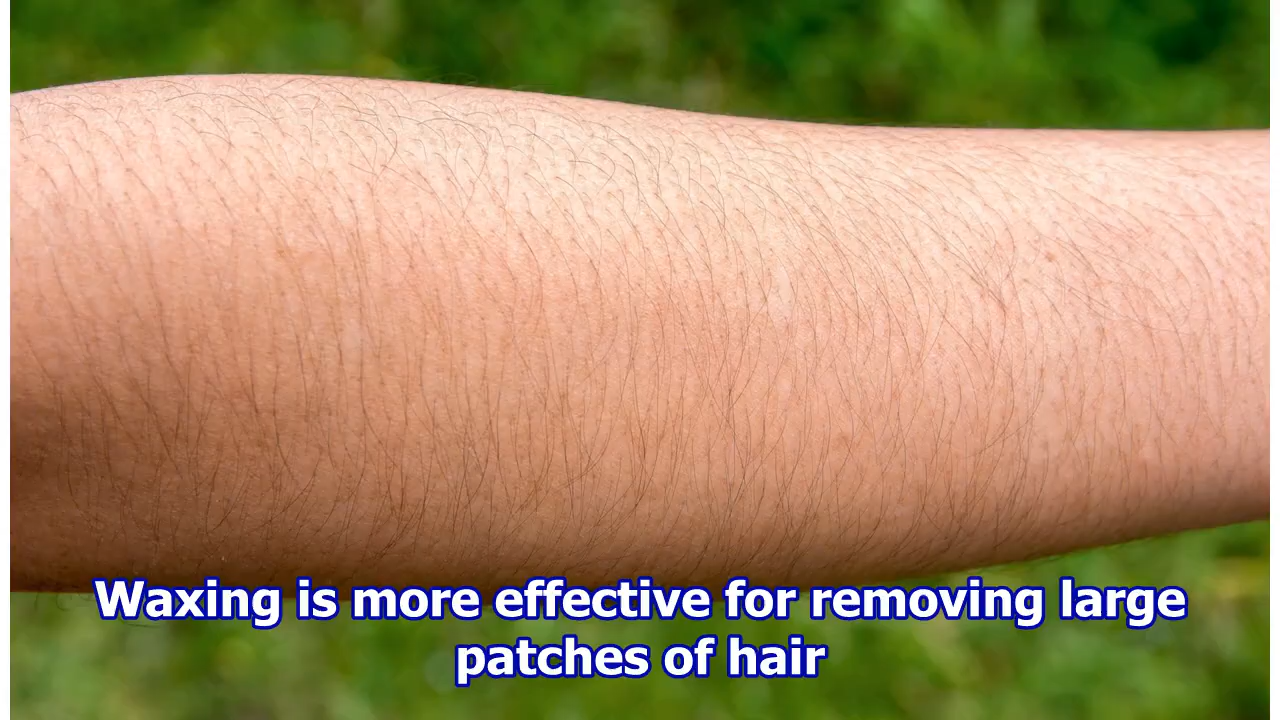 Waxing is more effective for removing large
patches of hair